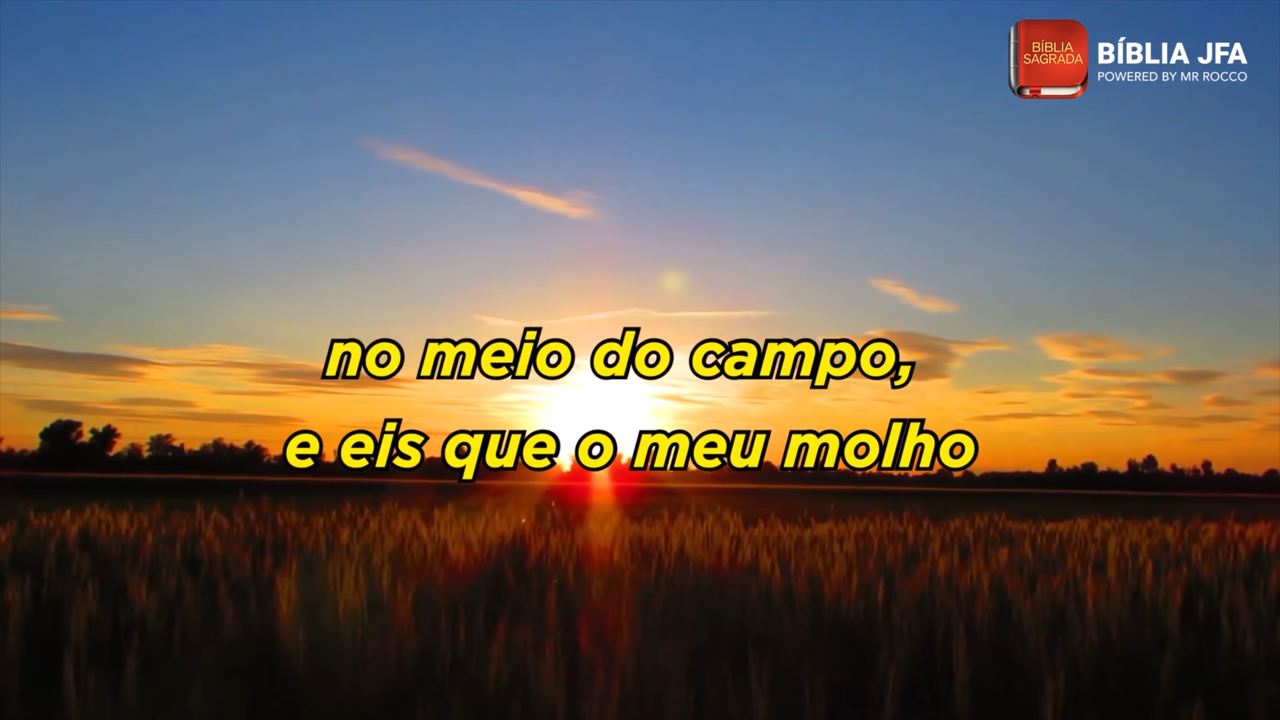 BÍBLIA
SAGRADA
BÍBLIA JFA
POWERED BY MR ROCCO
no meio do campo,
e eis que o meu molho